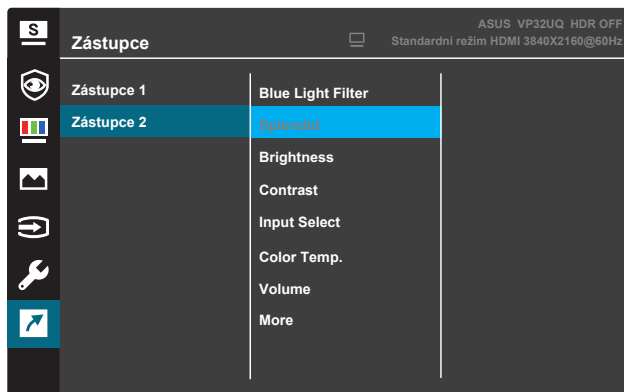 S
ASUS VP32UQ HDR OFF
Zástupce
Standardní režim HDMI 3840X2160@60Hz
Zástupce 1
Zástupce 2
Blue Light Filter
Splendid
Brightness
Contrast
Input Select
Color Temp.
Volume
More